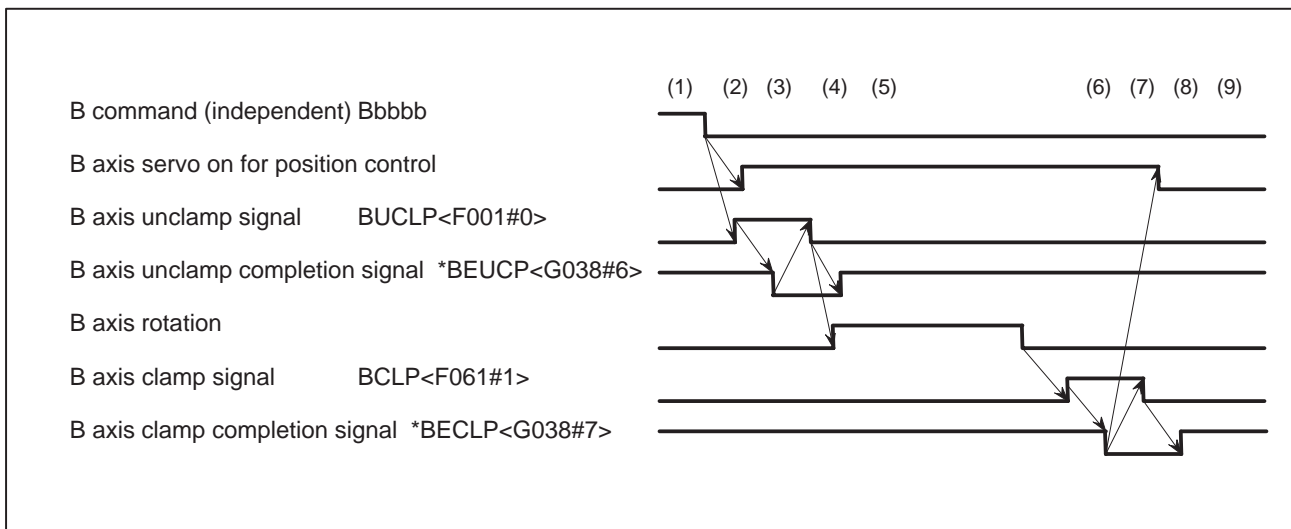 (1) (2) (3) (4) (5) (6) (7) (8) (9)
B command (independent) Bbbbb
B axis servo on for position control
B axis unclamp signal BUCLP<F001#0>
B axis unclamp completion signal *BEUCP<G038#6>
B axis rotation
B axis clamp signal BCLP<F061#1>
B axis clamp completion signal *BECLP<G038#7>